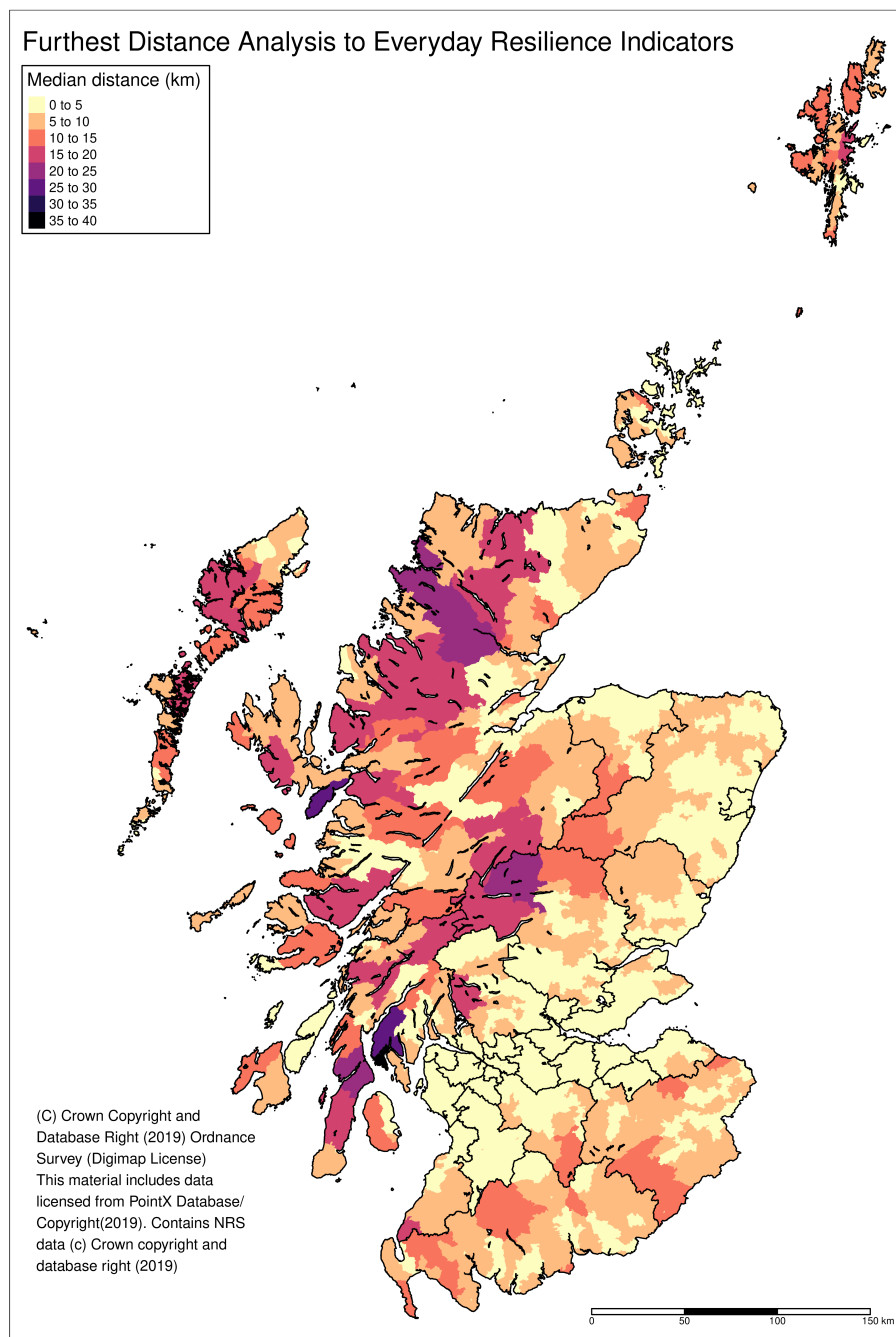 Furthest Distance Analysis to Everyday Resilience Indicators
Median distance (km)
0 to 5
5 to 10
10 to 15
15 to 20
20 to 25
25 to 30
30 to 35
35 to 40
(C) Crown Copyright and
Database Right (2019) Ordnance
Survey (Digimap License)
This material includes data
licensed from PointX Database/
Copyright(2019). Contains NRS
data (c) Crown copyright and
database right (2019)
0 50 100 150 km